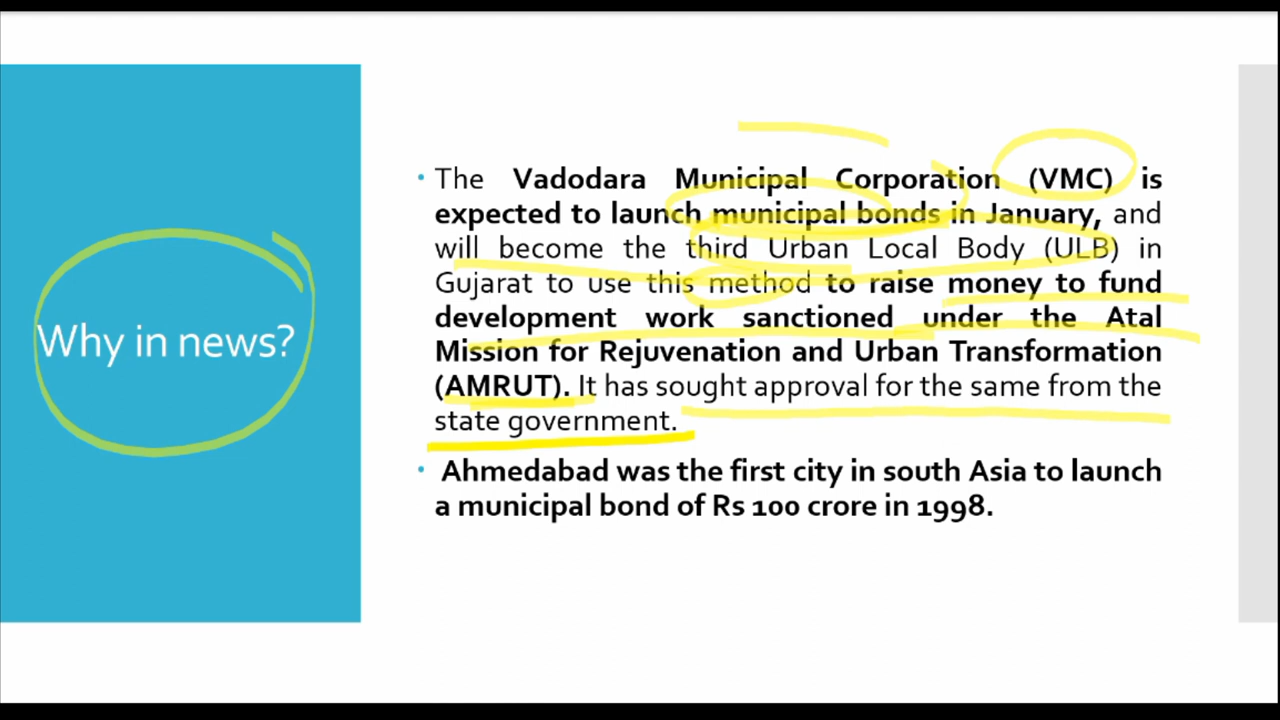 Why in news?
The Vadodara Municipal Corporation (VMC) is
expected to launch municipal bonds in January, and
will become the third Urban Local Body (ULB) in
Gujarat to use this method to raise money to fund
development work sanctioned under the Atal
Mission for Rejuvenation and Urban Transformation
(AMRUT). It has sought approval for the same from the
state government.
Ahmedabad was the first city in south Asia to launch
a municipal bond of Rs 100 crore in 1998.